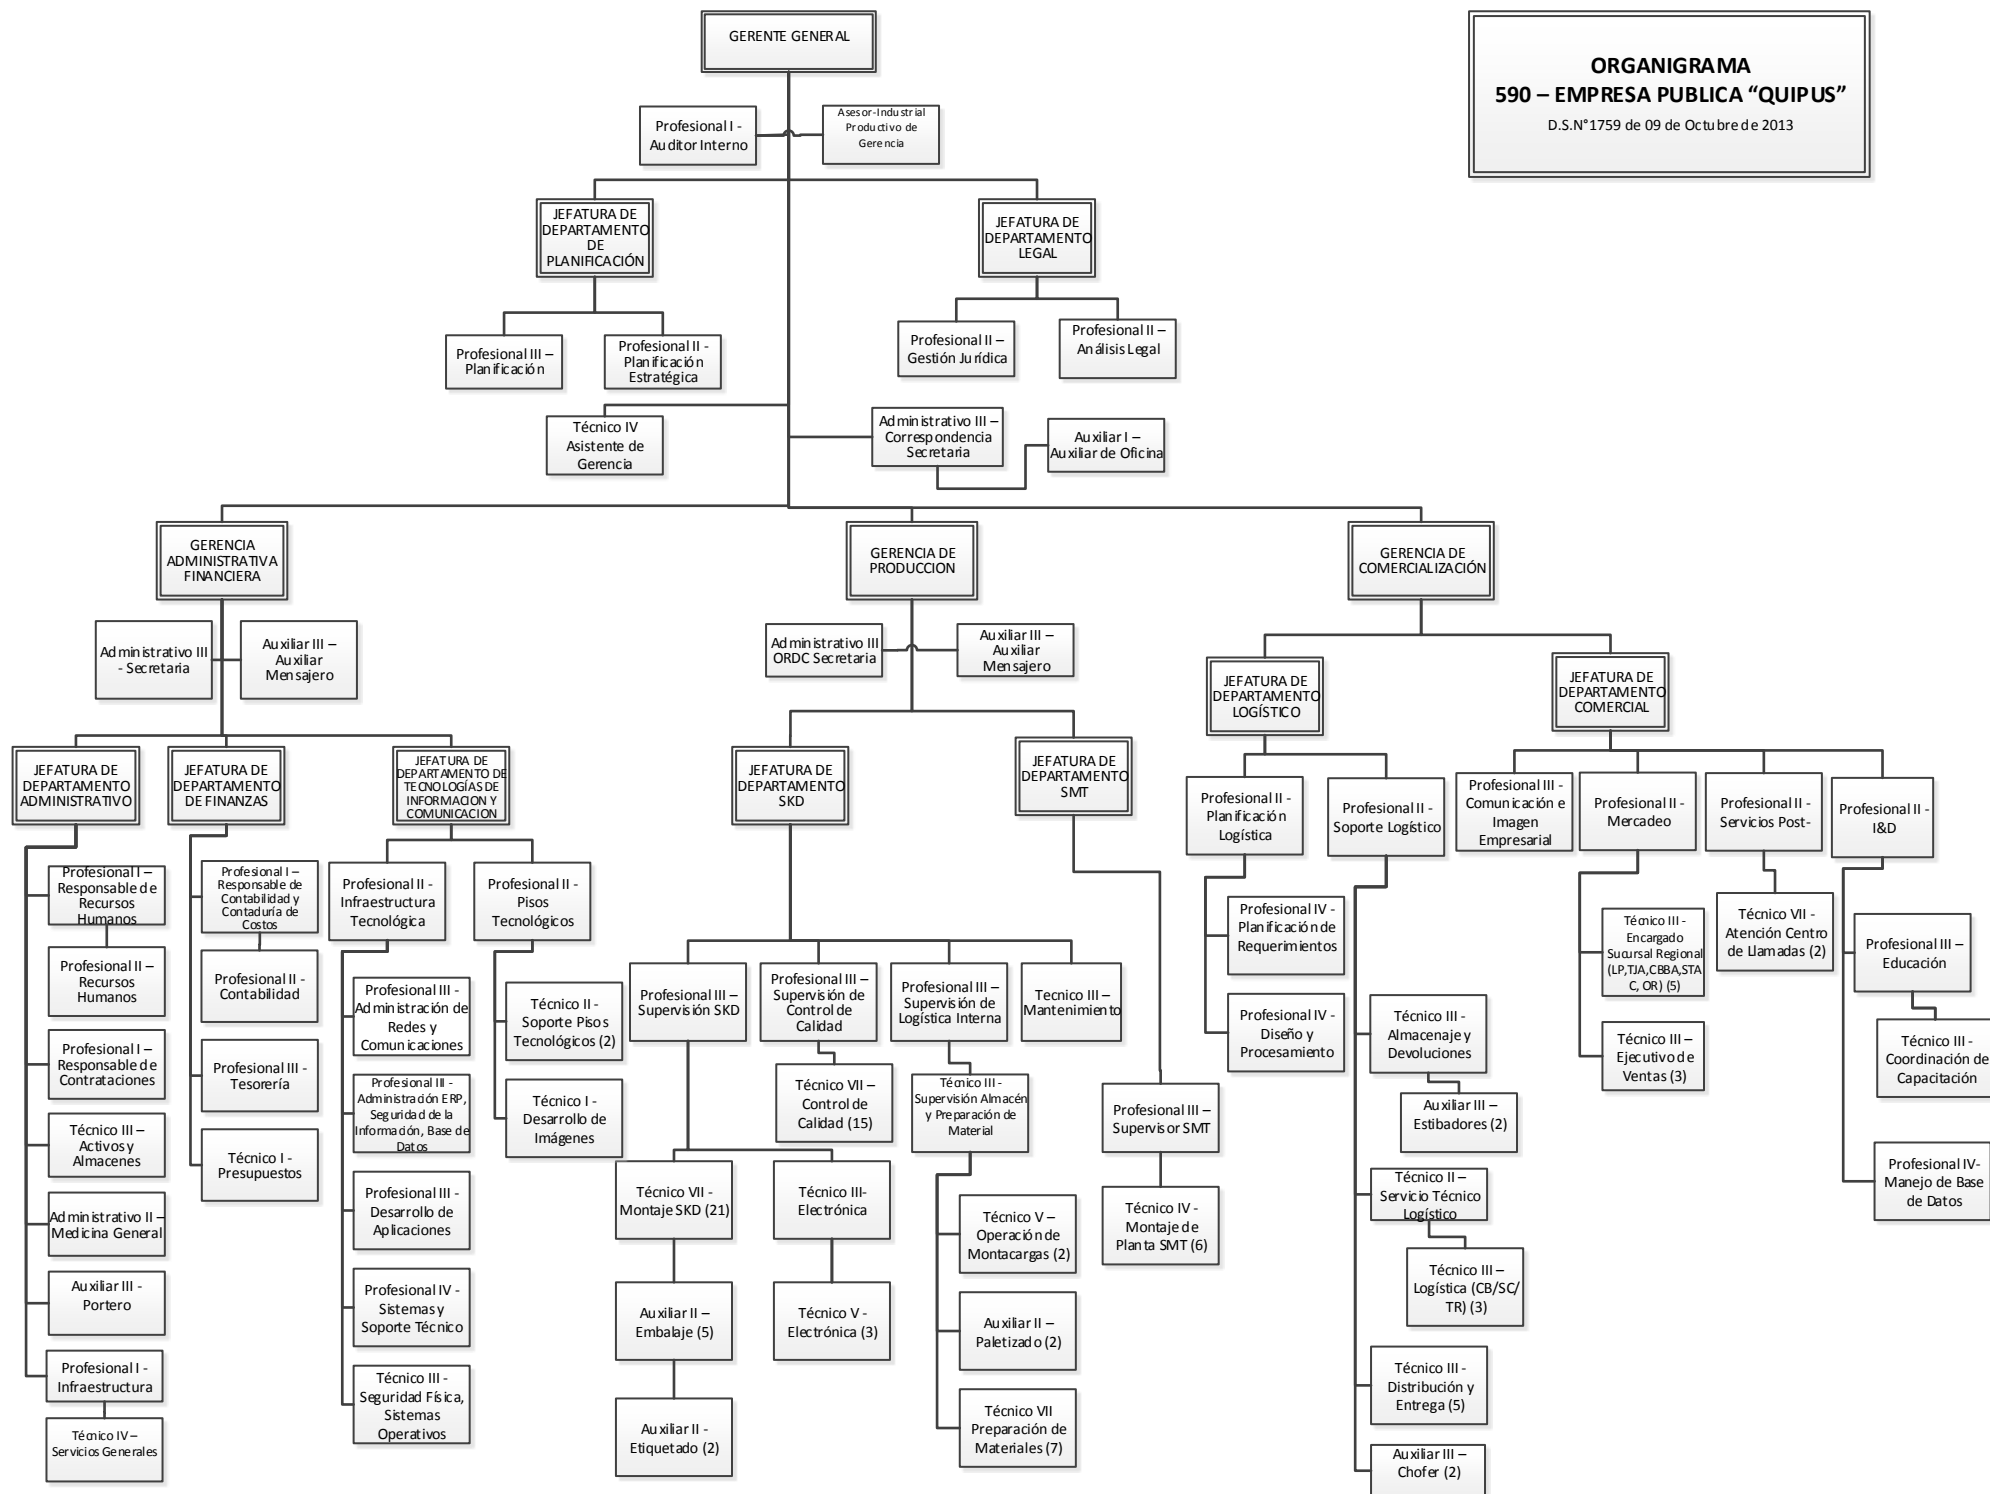 GERENTE GENERAL
ORGANIGRAMA
590 – EMPRESA PUBLICA “QUIPUS”
D.S.N°1759 de 09 de Octubre de 2013
Profesional I -
Auditor Interno
Asesor-Industrial
Productivo de
Gerencia
JEFATURA DE
DEPARTAMENTO
DE
PLANIFICACIÓN
JEFATURA DE
DEPARTAMENTO
LEGAL
Profesional III –
Planificación
Profesional II -
Planificación
Estratégica
Profesional II –
Gestión Jurídica
Profesional II –
Análisis Legal
Técnico IV
Asistente de
Gerencia
Administrativo III –
Correspondencia
Secretaria
Auxiliar I –
Auxiliar de Oficina
GERENCIA
ADMINISTRATIVA
FINANCIERA
GERENCIA DE
PRODUCCION
GERENCIA DE
COMERCIALIZACIÓN
Administrativo III
- Secretaria
Auxiliar III –
Auxiliar
Mensajero
Administrativo III
ORDC Secretaria
Auxiliar III –
Auxiliar
Mensajero
JEFATURA DE
DEPARTAMENTO
LOGÍSTICO
JEFATURA DE
DEPARTAMENTO
COMERCIAL
JEFATURA DE
DEPARTAMENTO
ADMINISTRATIVO
JEFATURA DE
DEPARTAMENTO
DE FINANZAS
JEFATURA DE
DEPARTAMENTO DE
TECNOLOGÍAS DE
INFORMACION Y
COMUNICACION
JEFATURA DE
DEPARTAMENTO
SKD
JEFATURA DE
DEPARTAMENTO
SMT
Profesional I –
Responsable de
Recursos
Humanos
Profesional II –
Recursos
Humanos
Profesional I –
Responsable de
Contrataciones
Técnico III –
Activos y
Almacenes
Administrativo II –
Medicina General
Auxiliar III -
Portero
Profesional I -
Infraestructura
Técnico IV –
Servicios Generales
Profesional I –
Responsable de
Contabilidad y
Contaduría de
Costos
Profesional II -
Contabilidad
Profesional III -
Tesorería
Técnico I -
Presupuestos
Profesional II -
Infraestructura
Tecnológica
Profesional II -
Pisos
Tecnológicos
Profesional III -
Administración de
Redes y
Comunicaciones
Profesional III -
Administración ERP,
Seguridad de la
Información, Base de
Datos
Profesional III -
Desarrollo de
Aplicaciones
Profesional IV -
Sistemas y
Soporte Técnico
Técnico III -
Seguridad Física,
Sistemas
Operativos
Técnico II -
Soporte Pisos
Tecnológicos (2)
Técnico I -
Desarrollo de
Imágenes
Profesional III –
Supervisión SKD
Profesional III –
Supervisión de
Control de
Calidad
Profesional III –
Supervisión de
Logística Interna
Tecnico III –
Mantenimiento
Técnico VII –
Control de
Calidad (15)
Técnico III -
Supervisión Almacén
y Preparación de
Material
Técnico VII -
Montaje SKD (21)
Técnico III-
Electrónica
Auxiliar II –
Embalaje (5)
Técnico V -
Electrónica (3)
Auxiliar II -
Etiquetado (2)
Técnico V –
Operación de
Montacargas (2)
Auxiliar II –
Paletizado (2)
Técnico VII
Preparación de
Materiales (7)
Profesional III –
Supervisor SMT
Técnico IV -
Montaje de
Planta SMT (6)
Profesional II -
Planificación
Logística
Profesional II -
Soporte Logístico
Profesional IV -
Planificación de
Requerimientos
Profesional IV -
Diseño y
Procesamiento
Técnico III -
Almacenaje y
Devoluciones
Auxiliar III –
Estibadores (2)
Técnico II –
Servicio Técnico
Logístico
Técnico III –
Logística (CB/SC/
TR) (3)
Técnico III -
Distribución y
Entrega (5)
Auxiliar III –
Chofer (2)
Profesional III -
Comunicación e
Imagen
Empresarial
Profesional II -
Mercadeo
Profesional II -
Servicios Post-
Profesional II -
I&D
Técnico III -
Encargado
Sucursal Regional
(LP,TJA,CBBA,STA
C, OR) (5)
Técnico III –
Ejecutivo de
Ventas (3)
Técnico VII -
Atención Centro
de Llamadas (2)
Profesional III –
Educación
Técnico III -
Coordinación de
Capacitación
Profesional IV-
Manejo de Base
de Datos